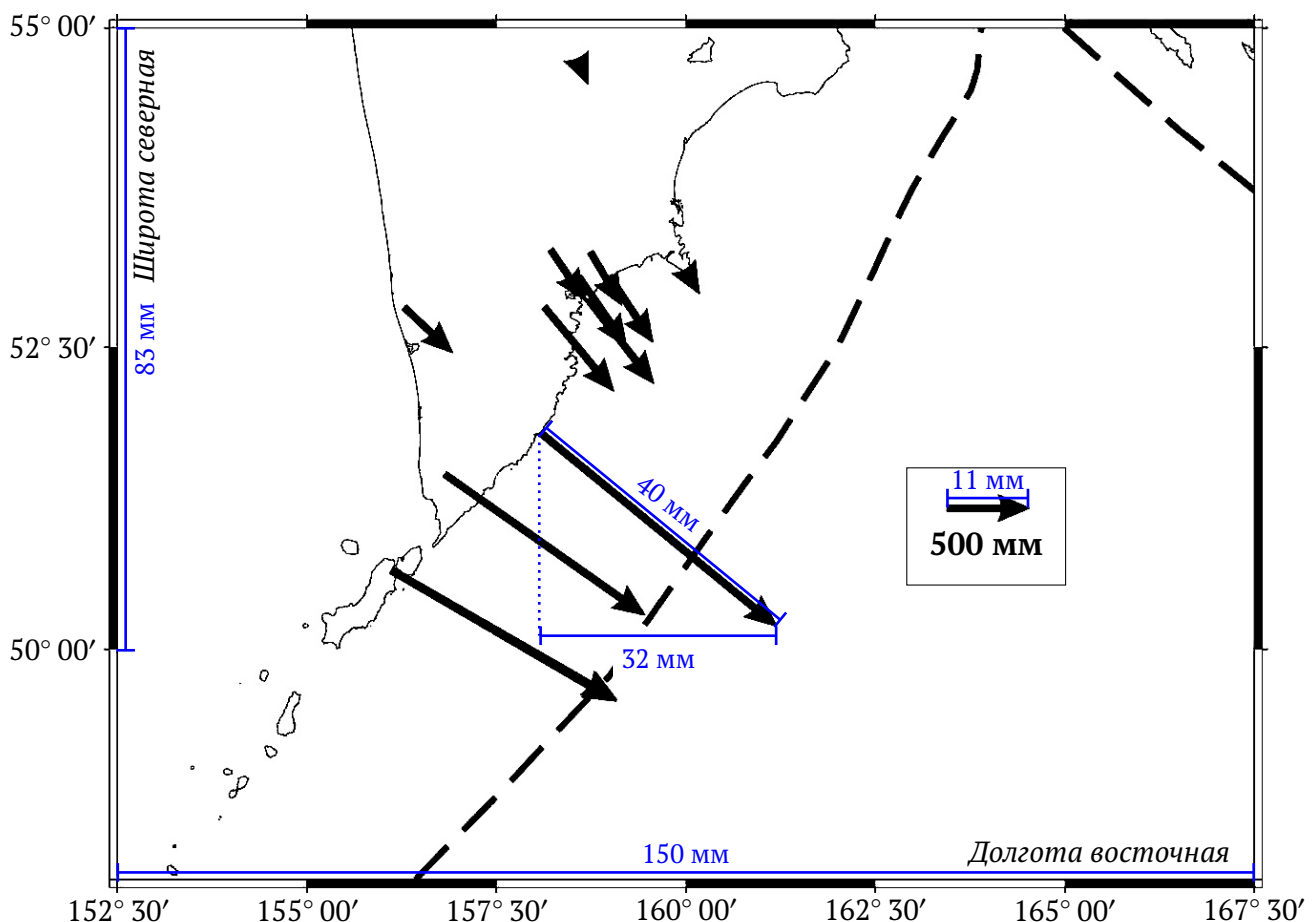 55° 00′
Широта северная
83 мм
52° 30′
40 мм
11 мм
500 мм
50° 00′
32 мм
150 мм
Долгота восточная
152°30′ 155°00′ 157°30′ 160°00′ 162°30′ 165°00′ 167°30′